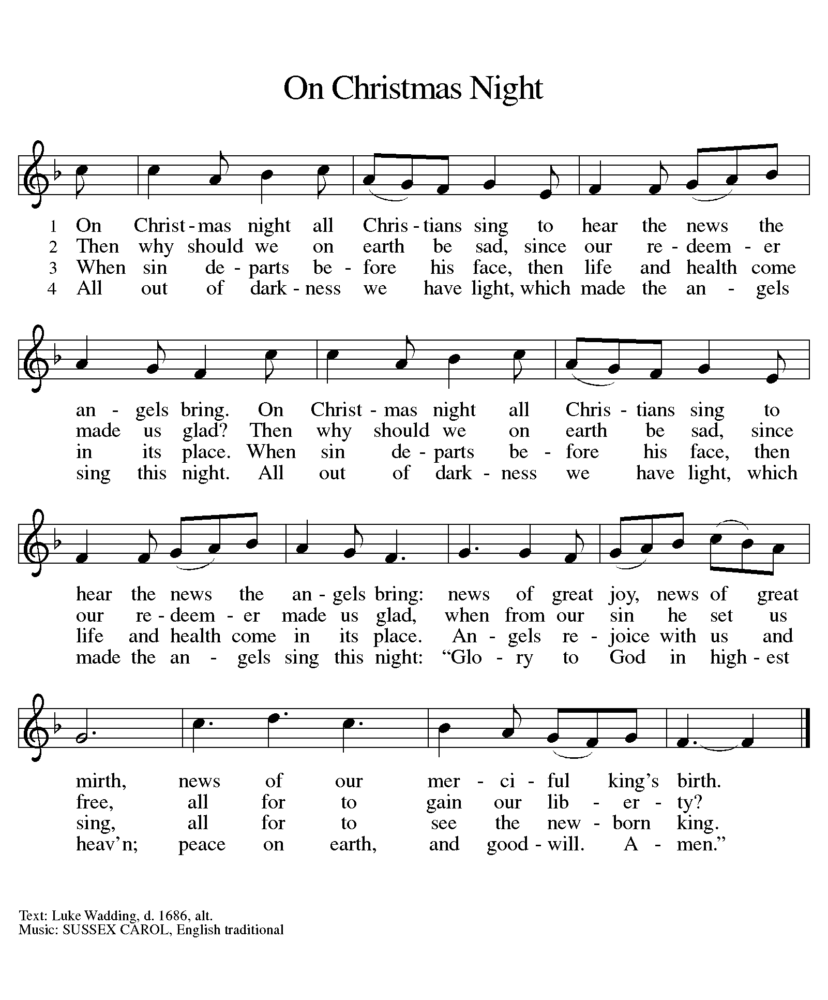 On Christmas Night
1 On Christ - mas night all Chris - tians sing to hear the news the
2 Then why should we on earth be sad, since our re - deem - er
3 When sin de - parts be - fore his face, then life and health come
4 All out of dark - ness we have light, which made the an - gels
an - gels bring. On Christ - mas night all Chris - tians sing to
made us glad? Then why should we on earth be sad, since
in its place. When sin de - parts be - fore his face, then
sing this night. All out of dark - ness we have light, which
hear the news the an - gels bring: news of great joy, news of great
our re - deem - er made us glad, when from our sin he set us
life and health come in its place. An - gels re - joice with us and
made the an - gels sing this night: “Glo - ry to God in high - est
mirth, news of our mer - ci - ful king’s birth.
free, all for to gain our lib - er - ty?
sing, all for to see the new - born king.
heav’n; peace on earth, and good - will. A - men.”
Text: Luke Wadding, d. 1686, alt.
Music: SUSSEX CAROL, English traditional